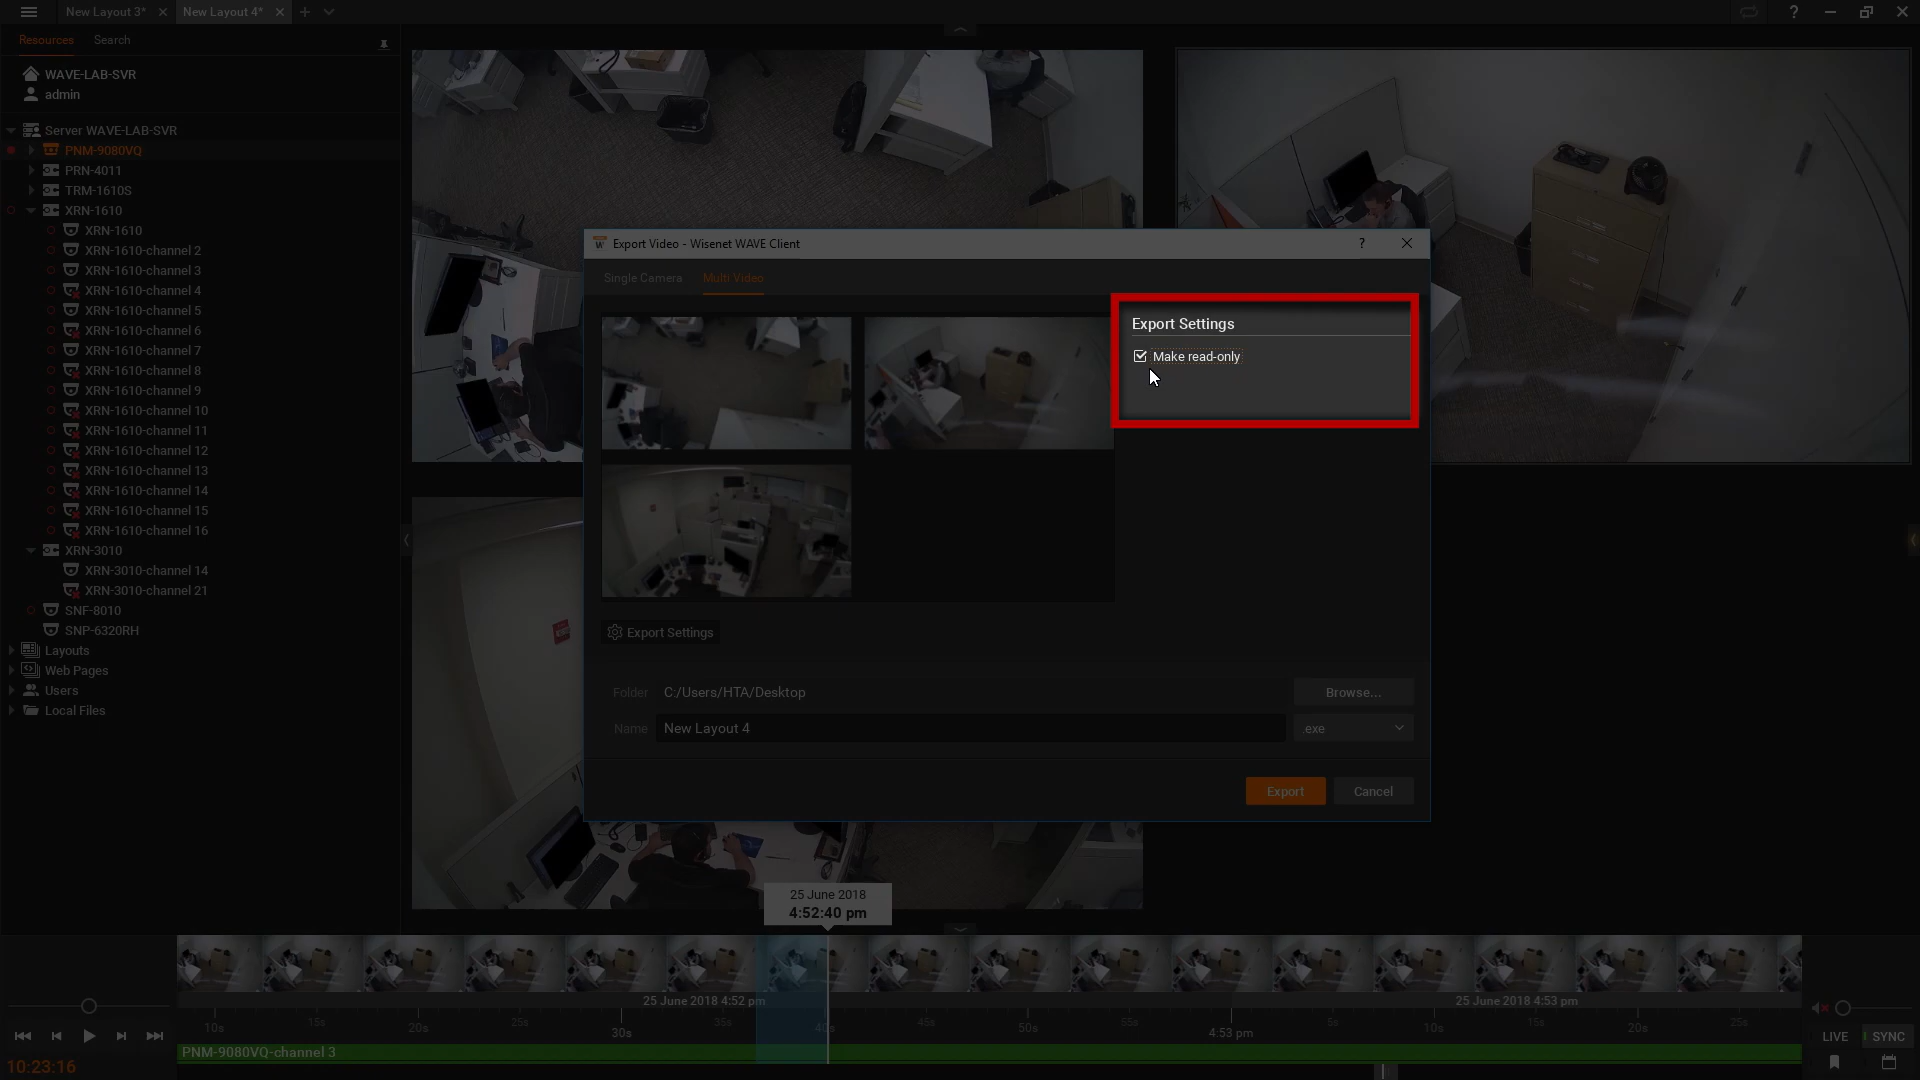 New Layout 3*
New Layout 4*
Resources
Search
WAVE-LAB-SVR
admin
Server WAVE-LAB-SVR
PNM-9080VQ
PRN-4011
TRM-1610S
XRN-1610
XRN-1610
XRN-1610-channel 2
XRN-1610-channel 3
XRN-1610-channel 4
XRN-1610-channel 5
XRN-1610-channel 6
XRN-1610-channel 7
XRN-1610-channel 8
XRN-1610-channel 9
XRN-1610-channel 10
XRN-1610-channel 11
XRN-1610-channel 12
XRN-1610-channel 13
XRN-1610-channel 14
XRN-1610-channel 15
XRN-1610-channel 16
XRN-3010
XRN-3010-channel 14
XRN-3010-channel 21
SNF-8010
SNP-6320RH
Layouts
Web Pages
Users
Local Files
Export Video - Wisenet WAVE Client
?
Single Camera
Multi Video
Export Settings
Make read-only
Export Settings
Folder
C:/Users/HTA/Desktop
Browse...
Name
New Layout 4
.exe
Export
Cancel
25 June 2018
4:52:40 pm
25 June 2018 4:52 pm
25 June 2018 4:53 pm
10s
15s
20s
25s
30s
35s
40s
45s
50s
55s
4:53 pm
5s
10s
15s
20s
25s
PNM-9080VQ-channel 3
10:23:16
LIVE
SYNC